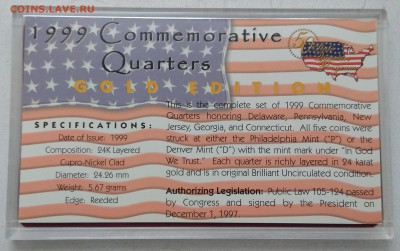 СОИНС.ЛАVE.РU
1999 Commemorative
Quarters
GOLD EDITION
SPECIFICATIONS:
Date of Issue: 1999
Composition: 24K Layered
Cupro-Nickel Clad
Diameter: 24.26 mm
Weight: 5.67 grams
Edge: Reeded
This is the complete set of 1999 Commemorative
Quarters honoring Delaware, Pennsylvania, New
Jersey, Georgia, and Connecticut. All five coins were
struck at either the Philadelphia Mint ("P") or the
Denver Mint ("D") with the mint mark under "in God
We Trust." Each quarter is richly layered in 24 karat
gold and is in original Brilliant Uncirculated condition.
Authorizing Legislation: Public Law 105-124 passed
by Congress and signed by the President on
December 1, 1997.